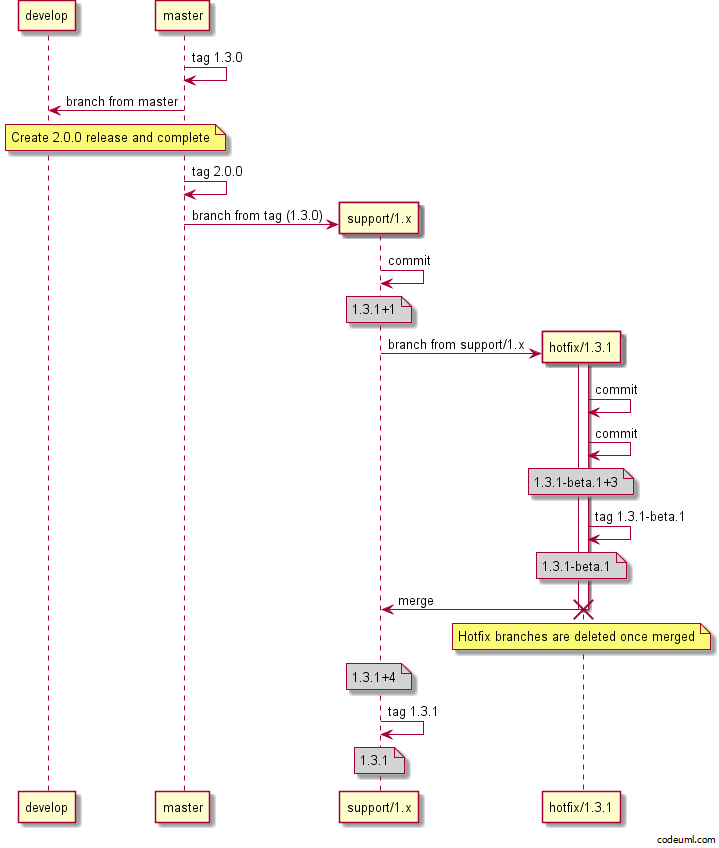 develop
master
tag 1.3.0
branch from master
Create 2.0.0 release and complete
tag 2.0.0
branch from tag (1.3.0)
support/1.x
commit
1.3.1+1
branch from support/1.x
hotfix/1.3.1
commit
commit
1.3.1-beta.1+3
tag 1.3.1-beta.1
1.3.1-beta.1
merge
Hotfix branches are deleted once merged
1.3.1+4
tag 1.3.1
1.3.1
develop
master
support/1.x
hotfix/1.3.1
codeuml.com